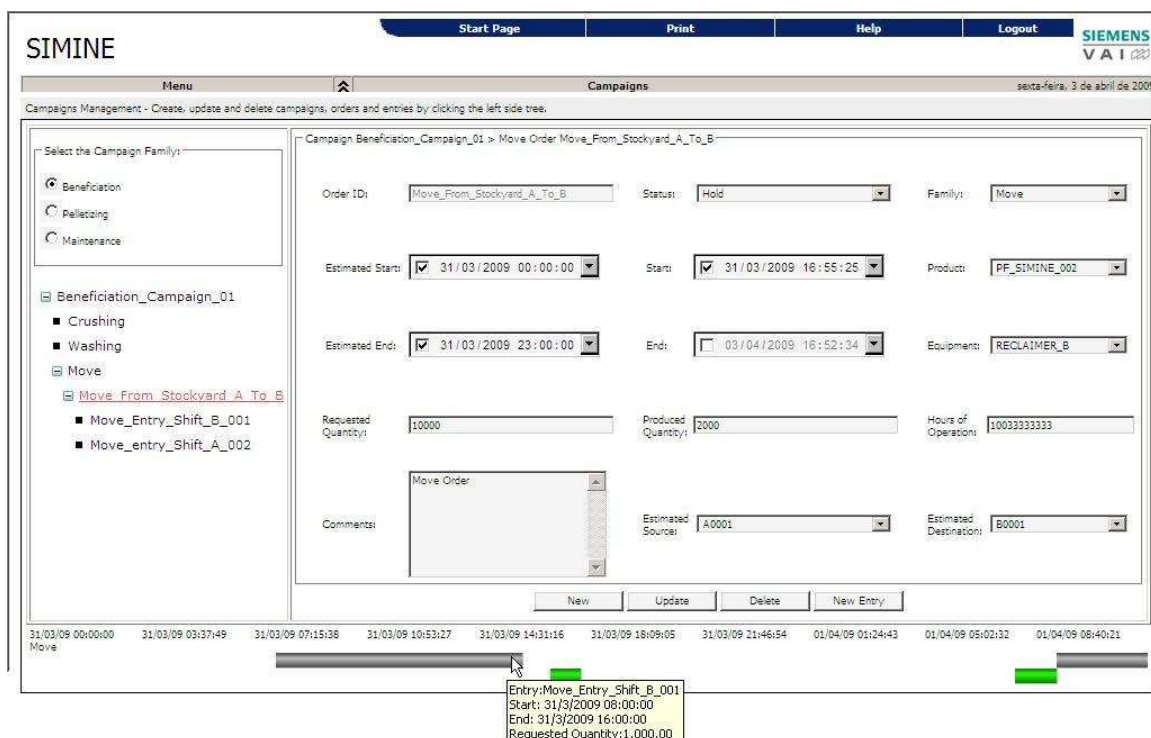 Start Page Print Help Logout
SIMINE
SIEMENS
VAI
Menu Campaigns sexta-feira, 3 de abril de 2009
Campaigns Management - Create, update and delete campaigns, orders and entries by clicking the left side tree.
Select the Campaign Family:
Beneficiation
Pelletizing
Maintenance
Beneficiation_Campaign_01
Crushing
Washing
Move
Move_From_Stockyard_A_To_B
Move_Entry_Shift_B_001
Move_entry_Shift_A_002
Campaign Beneficiation_Campaign_01 > Move Order Move_From_Stockyard_A_To_B
Order ID: Move_From_Stockyard_A_To_B Status: Hold Family: Move
Estimated Start: 31/03/2009 00:00:00 Start: 31/03/2009 16:55:25 Product: PF_SIMINE_002
Estimated End: 31/03/2009 23:00:00 End: 03/04/2009 16:52:34 Equipment: RECLAIMER_B
Requested Quantity: 10000 Produced Quantity: 2000 Hours of Operation: 10033333333
Comments: Move Order Estimated Source: A0001 Estimated Destination: B0001
New Update Delete New Entry
31/03/09 00:00:00 31/03/09 03:37:49 31/03/09 07:15:38 31/03/09 10:53:27 31/03/09 14:31:16 31/03/09 18:09:05 31/03/09 21:46:54 01/04/09 01:24:43 01/04/09 05:02:32 01/04/09 08:40:21
Move
Entry:Move_Entry_Shift_B_001
Start: 31/3/2009 08:00:00
End: 31/3/2009 16:00:00
Requested Quantity:1.000,00